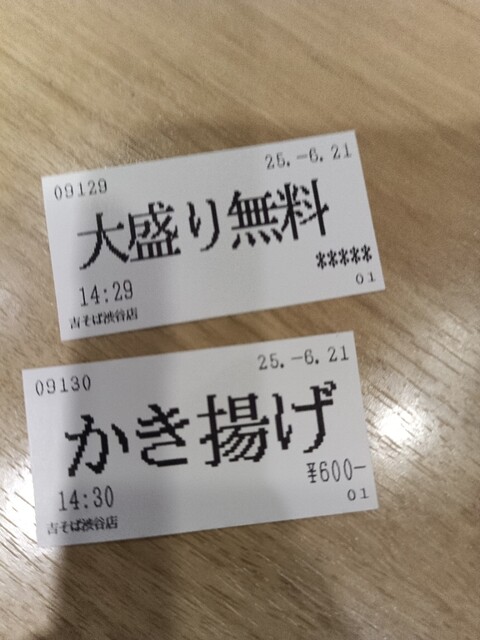 09129
25.-6.21
大盛り無料
*****
14:29
01
吉そば渋谷店
09130
25.-6.21
かき揚げ
¥600-
14:30
01
吉そば渋谷店